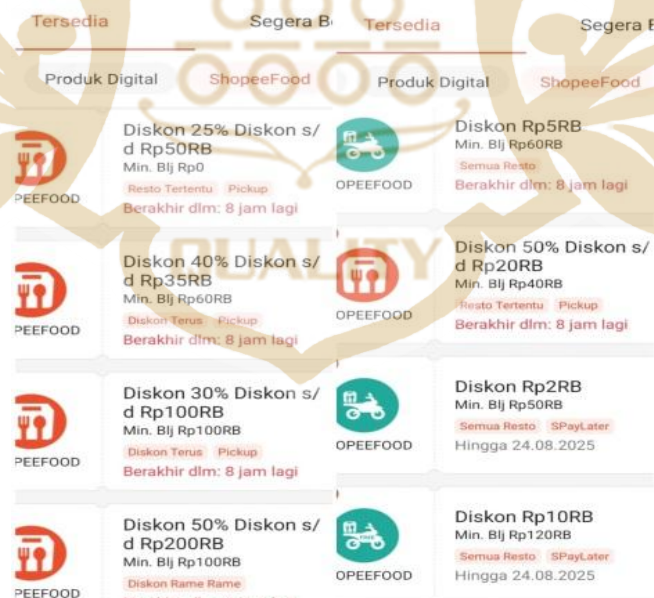 Tersedia
Segera B
Produk Digital
ShopeeFood
Diskon 25% Diskon s/
d Rp50RB
Min. Blj Rp0
Resto Tertentu Pickup
Berakhir dlm: 8 jam lagi
PEEFOOD
Diskon 40% Diskon s/
d Rp35RB
Min. Blj Rp60RB
Diskon Terus Pickup
Berakhir dlm: 8 jam lagi
PEEFOOD
Diskon 30% Diskon s/
d Rp100RB
Min. Blj Rp100RB
Diskon Terus Pickup
Berakhir dlm: 8 jam lagi
PEEFOOD
Diskon 50% Diskon s/
d Rp200RB
Min. Blj Rp100RB
Diskon Rame Rame
PEEFOOD
Tersedia
Segera B
Produk Digital
ShopeeFood
Diskon Rp5RB
Min. Blj Rp60RB
Semua Resto
Berakhir dlm: 8 jam lagi
OPEEFOOD
Diskon 50% Diskon s/
d Rp20RB
Min. Blj Rp40RB
Resto Tertentu Pickup
Berakhir dlm: 8 jam lagi
OPEEFOOD
Diskon Rp2RB
Min. Blj Rp50RB
Semua Resto SPayLater
Hingga 24.08.2025
OPEEFOOD
Diskon Rp10RB
Min. Blj Rp120RB
Semua Resto SPayLater
Hingga 24.08.2025
OPEEFOOD
QUALITY